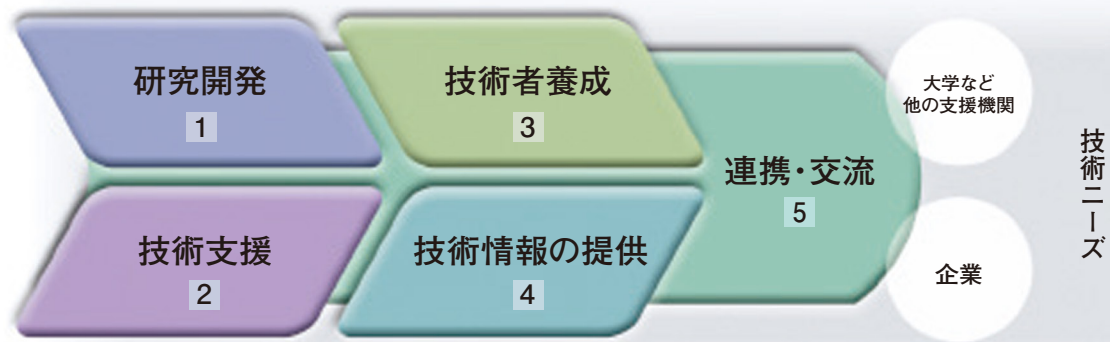 研究開発
1
技術支援
2
技術者養成
3
技術情報の提供
4
連携・交流
5
大学など
他の支援機関
企業
技術ニーズ